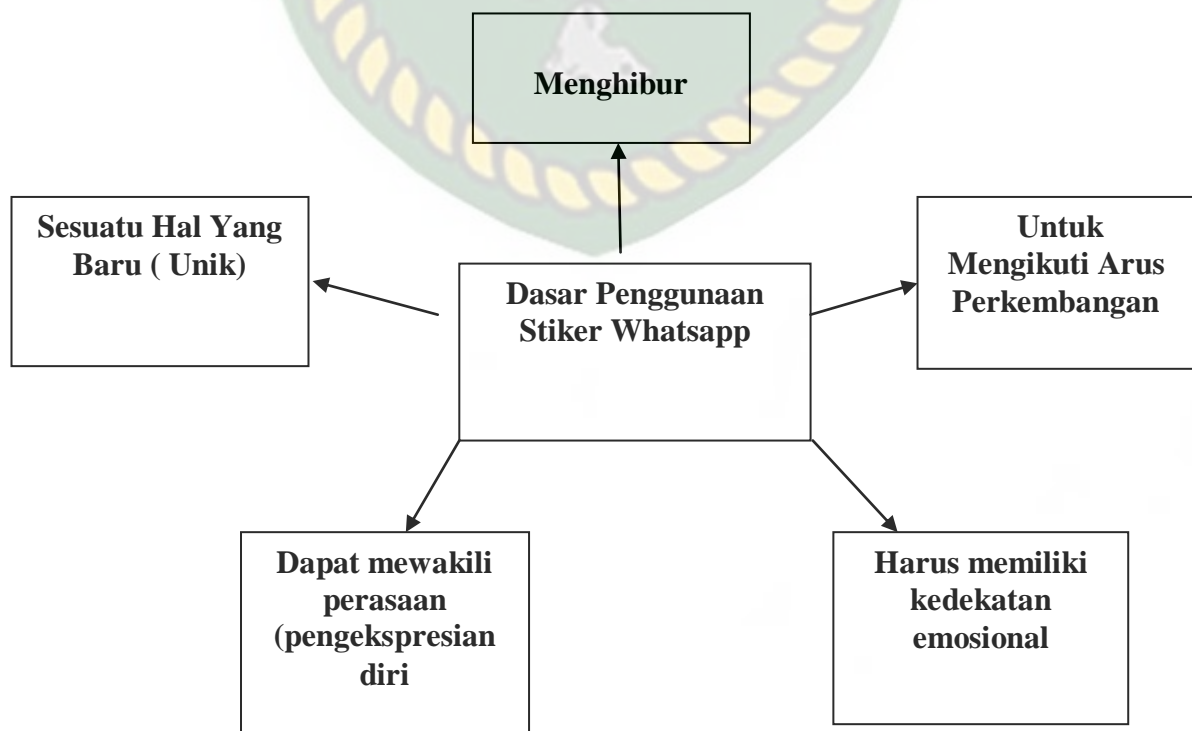 Menghibur
Sesuatu Hal Yang
Baru ( Unik)
Dasar Penggunaan
Stiker Whatsapp
Untuk
Mengikuti Arus
Perkembangan
Dapat mewakili
perasaan
(pengekspresian
diri
Harus memiliki
kedekatan
emosional